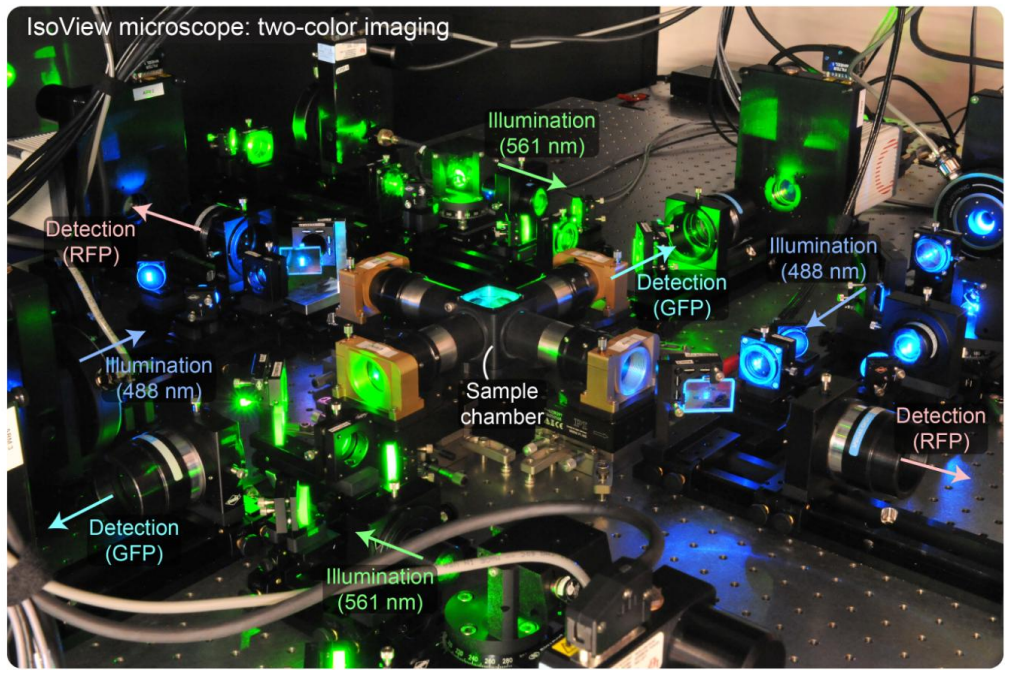 IsoView microscope: two-color imaging
Illumination
(561 nm)
Detection
(RFP)
Illumination
(488 nm)
Detection
(GFP)
Illumination
(488 nm)
Sample
chamber
Detection
(RFP)
Detection
(GFP)
Illumination
(561 nm)